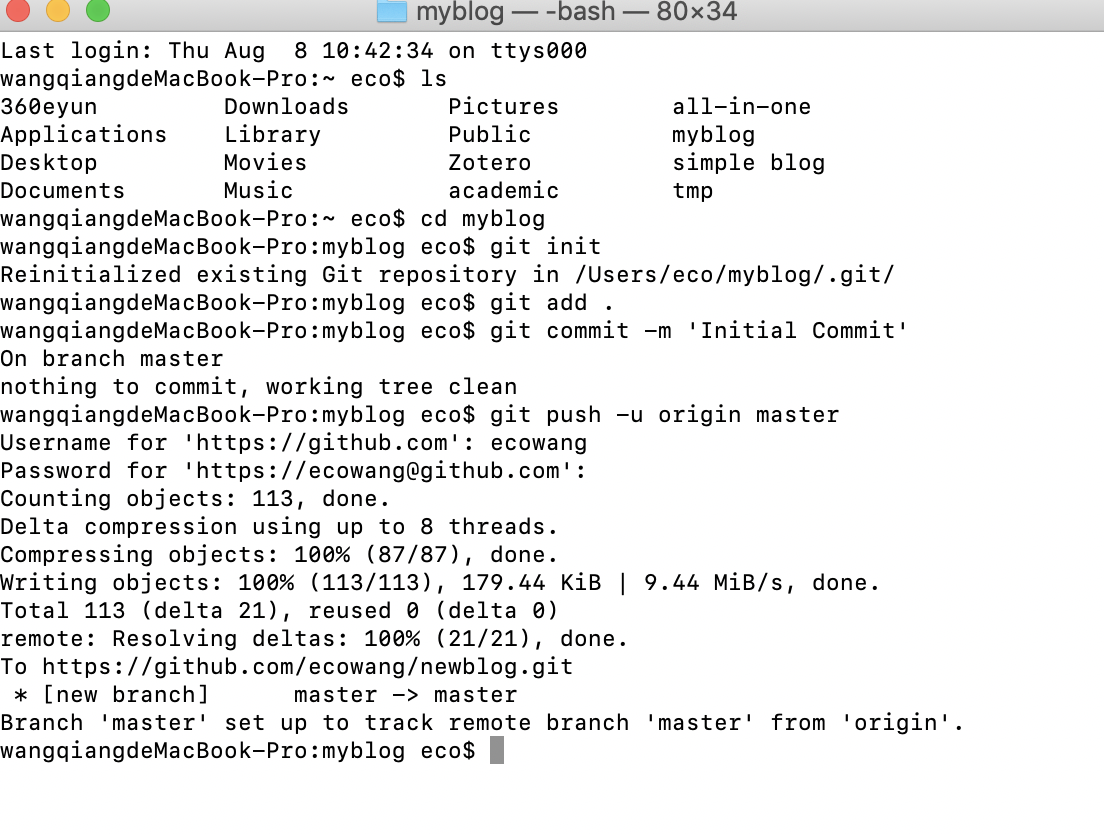 myblog — -bash — 80×34
Last login: Thu Aug  8 10:42:34 on ttys000
wangqiangdeMacBook-Pro:~ eco$ ls
360eyun         Downloads       Pictures        all-in-one
Applications    Library         Public          myblog
Desktop         Movies          Zotero          simple blog
Documents       Music           academic        tmp
wangqiangdeMacBook-Pro:~ eco$ cd myblog
wangqiangdeMacBook-Pro:myblog eco$ git init
Reinitialized existing Git repository in /Users/eco/myblog/.git/
wangqiangdeMacBook-Pro:myblog eco$ git add .
wangqiangdeMacBook-Pro:myblog eco$ git commit -m 'Initial Commit'
On branch master
nothing to commit, working tree clean
wangqiangdeMacBook-Pro:myblog eco$ git push -u origin master
Username for 'https://github.com': ecowang
Password for 'https://ecowang@github.com':
Counting objects: 113, done.
Delta compression using up to 8 threads.
Compressing objects: 100% (87/87), done.
Writing objects: 100% (113/113), 179.44 KiB | 9.44 MiB/s, done.
Total 113 (delta 21), reused 0 (delta 0)
remote: Resolving deltas: 100% (21/21), done.
To https://github.com/ecowang/newblog.git
 * [new branch]      master -> master
Branch 'master' set up to track remote branch 'master' from 'origin'.
wangqiangdeMacBook-Pro:myblog eco$